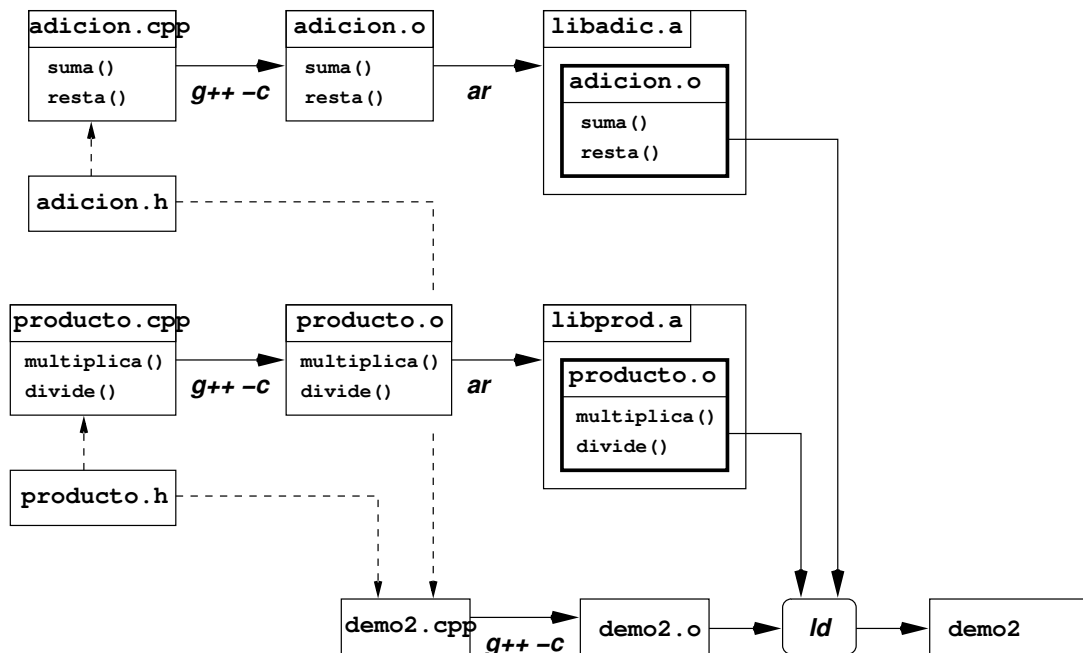 adicion.cpp
suma()
resta()
g++ −c
adicion.o
suma()
resta()
ar
libadic.a
adicion.o
suma()
resta()
adicion.h
producto.cpp
multiplica()
divide()
g++ −c
producto.o
multiplica()
divide()
ar
libprod.a
producto.o
multiplica()
divide()
producto.h
demo2.cpp
g++ −c
demo2.o
ld
demo2